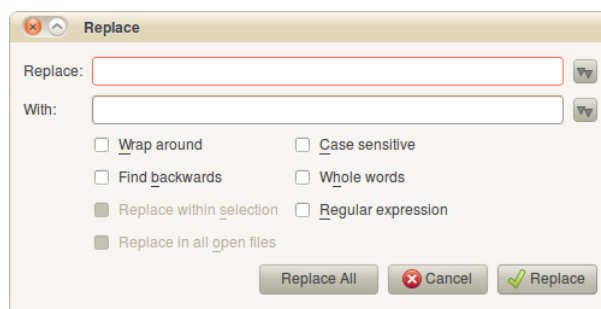 Replace
Replace:
With:
Wrap around Case sensitive
Find backwards Whole words
Replace within selection Regular expression
Replace in all open files
Replace All Cancel Replace